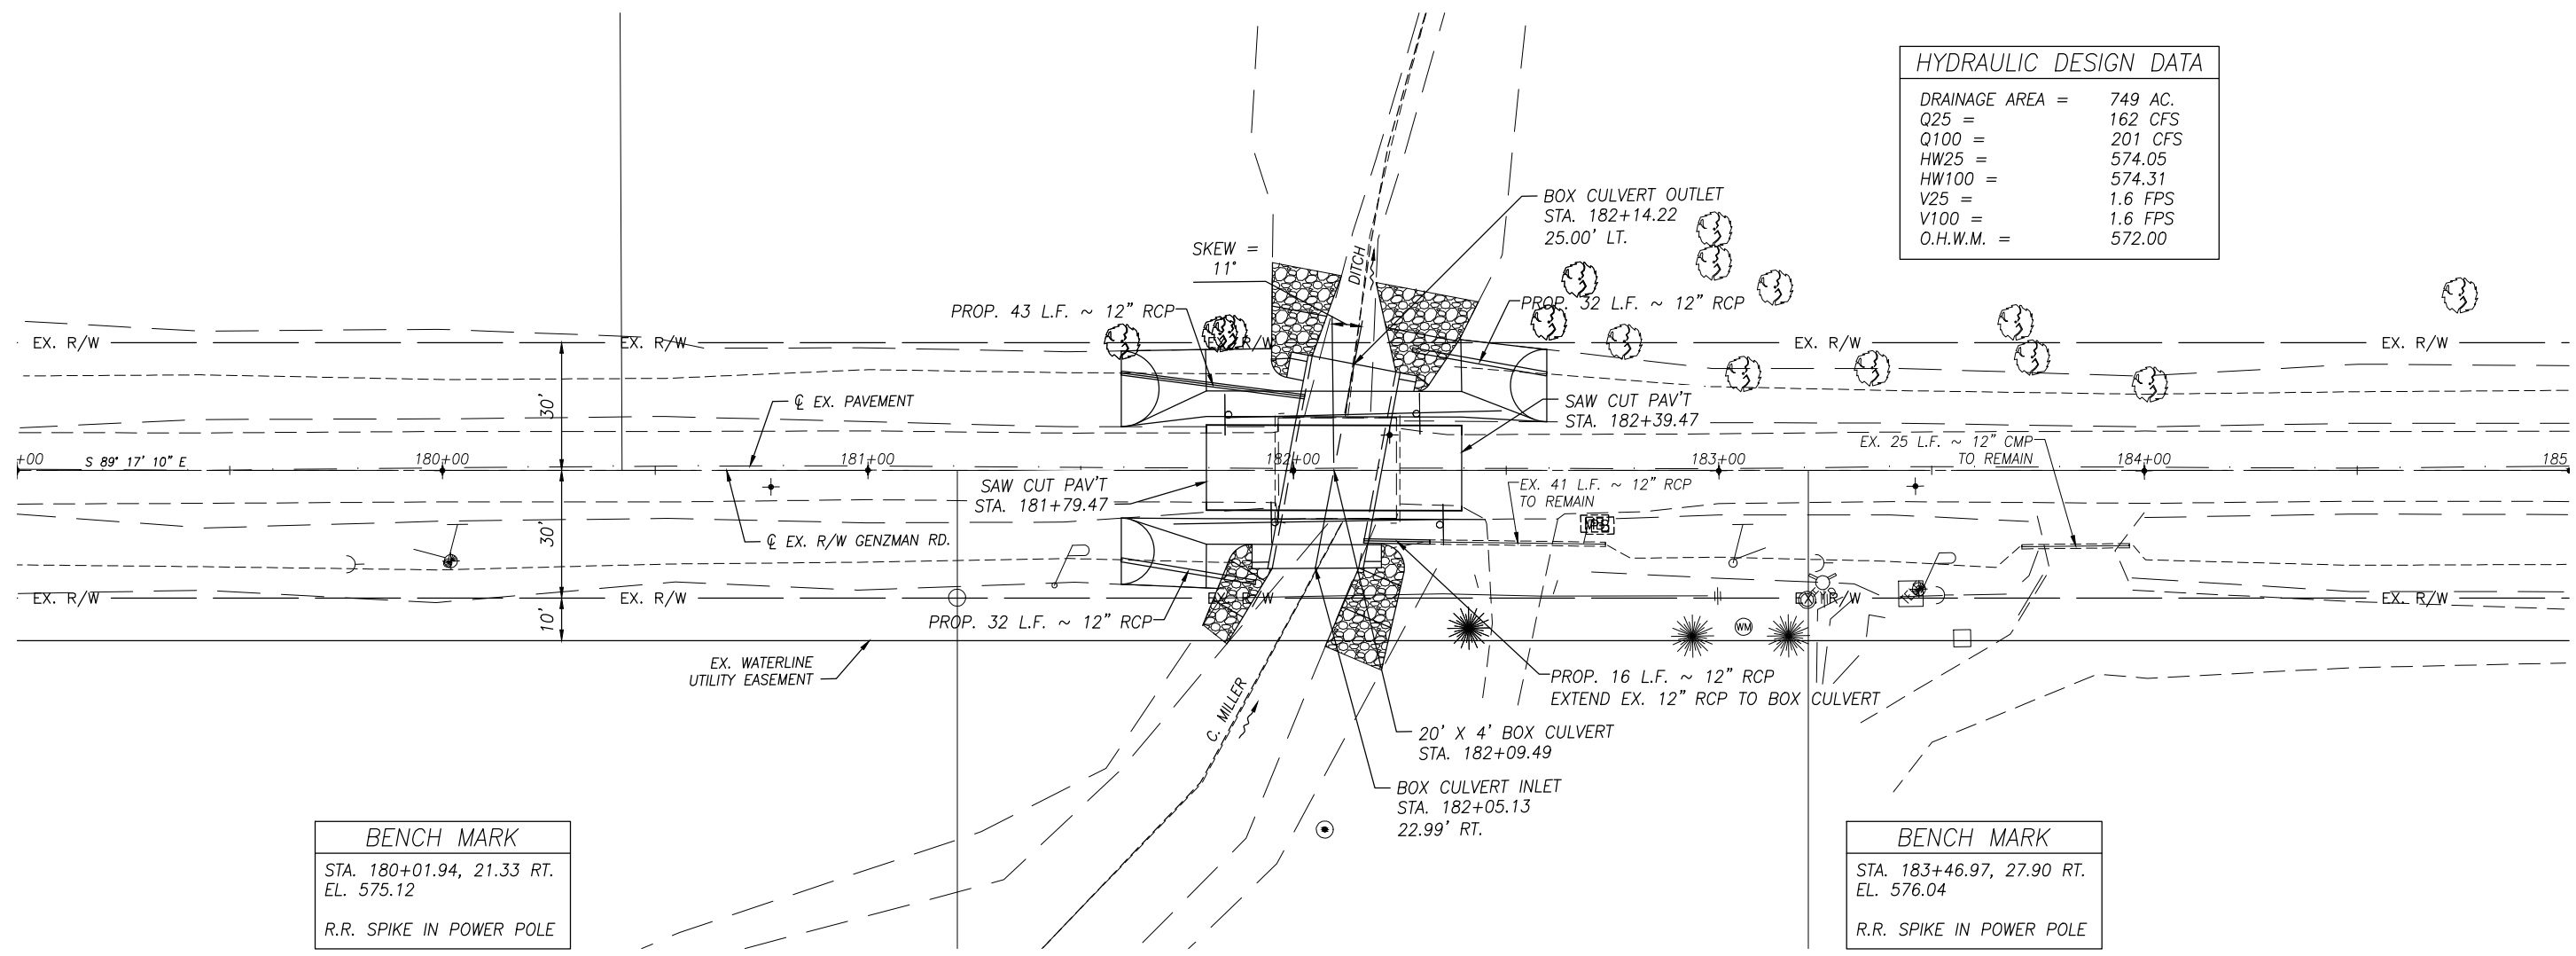 HYDRAULIC DESIGN DATA
DRAINAGE AREA = 749 AC.
Q25 = 162 CFS
Q100 = 201 CFS
HW25 = 574.05
HW100 = 574.31
V25 = 1.6 FPS
V100 = 1.6 FPS
O.H.W.M. = 572.00
BOX CULVERT OUTLET
STA. 182+14.22
25.00' LT.
SKEW =
11°
DITCH
PROP. 43 L.F. ~ 12" RCP
PROP. 32 L.F. ~ 12" RCP
EX. R/W
EX. R/W
EX. R/W
EX. R/W
EX. R/W
30'
℄ EX. PAVEMENT
SAW CUT PAV'T
STA. 182+39.47
EX. 25 L.F. ~ 12" CMP
TO REMAIN
+00
S 89° 17' 10" E
180+00
181+00
182+00
183+00
184+00
185
SAW CUT PAV'T
STA. 181+79.47
EX. 41 L.F. ~ 12" RCP
TO REMAIN
30'
℄ EX. R/W GENZMAN RD.
EX. R/W
EX. R/W
EX. R/W
EX. R/W
EX. R/W
10'
PROP. 32 L.F. ~ 12" RCP
WM
EX. WATERLINE
UTILITY EASEMENT
PROP. 16 L.F. ~ 12" RCP
EXTEND EX. 12" RCP TO BOX CULVERT
C. MILLER
20' X 4' BOX CULVERT
STA. 182+09.49
BOX CULVERT INLET
STA. 182+05.13
22.99' RT.
BENCH MARK
STA. 180+01.94, 21.33 RT.
EL. 575.12
R.R. SPIKE IN POWER POLE
BENCH MARK
STA. 183+46.97, 27.90 RT.
EL. 576.04
R.R. SPIKE IN POWER POLE